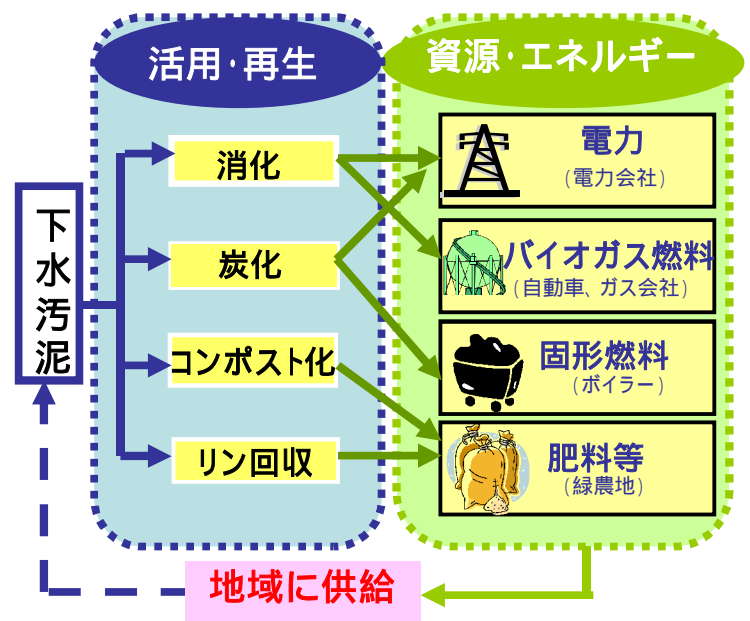 活用・再生
資源・エネルギー
下水汚泥
消化
炭化
コンポスト化
リン回収
電力
(電力会社)
バイオガス燃料
(自動車、ガス会社)
固形燃料
(ボイラー)
肥料等
(緑農地)
地域に供給